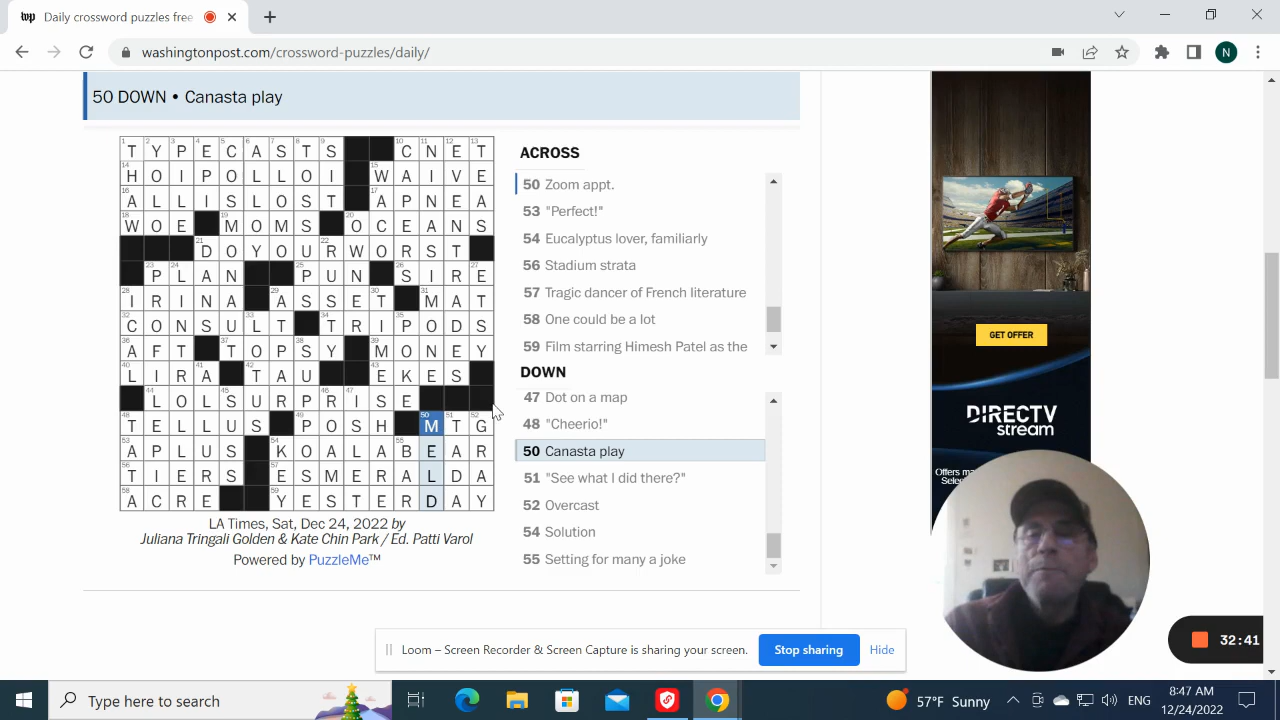 Daily crossword puzzles free
washingtonpost.com/crossword-puzzles/daily/
N
50 DOWN • Canasta play
TYPECASTS CNET
HOIPOLLOI WAIVE
ALLISLOST APNEA
WOE MOMS OCEANS
DOYOURWORST
PLAN PUN SIRE
IRINA ASSET MAT
CONSULT TRIPODS
AFT TO SY MONEY
LIRA TAU EKES
LOLSURPRISE
TELLUS POSH MTG
APLUS KOALABEAR
TIERS ESMERALDA
ACRE YESTERDAY
LA Times, Sat, Dec 24, 2022 by
Juliana Tringali Golden & Kate Chin Park / Ed. Patti Varol
Powered by PuzzleMe™
ACROSS
50 Zoom appt.
53 "Perfect!"
54 Eucalyptus lover, familiarly
56 Stadium strata
57 Tragic dancer of French literature
58 One could be a lot
59 Film starring Himesh Patel as the
DOWN
47 Dot on a map
48 "Cheerio!"
50 Canasta play
51 "See what I did there?"
52 Overcast
54 Solution
55 Setting for many a joke
GET OFFER
DIRECTV
stream
Loom – Screen Recorder & Screen Capture is sharing your screen.
Stop sharing
Hide
32:41
Type here to search
57°F Sunny
ENG
8:47 AM
12/24/2022